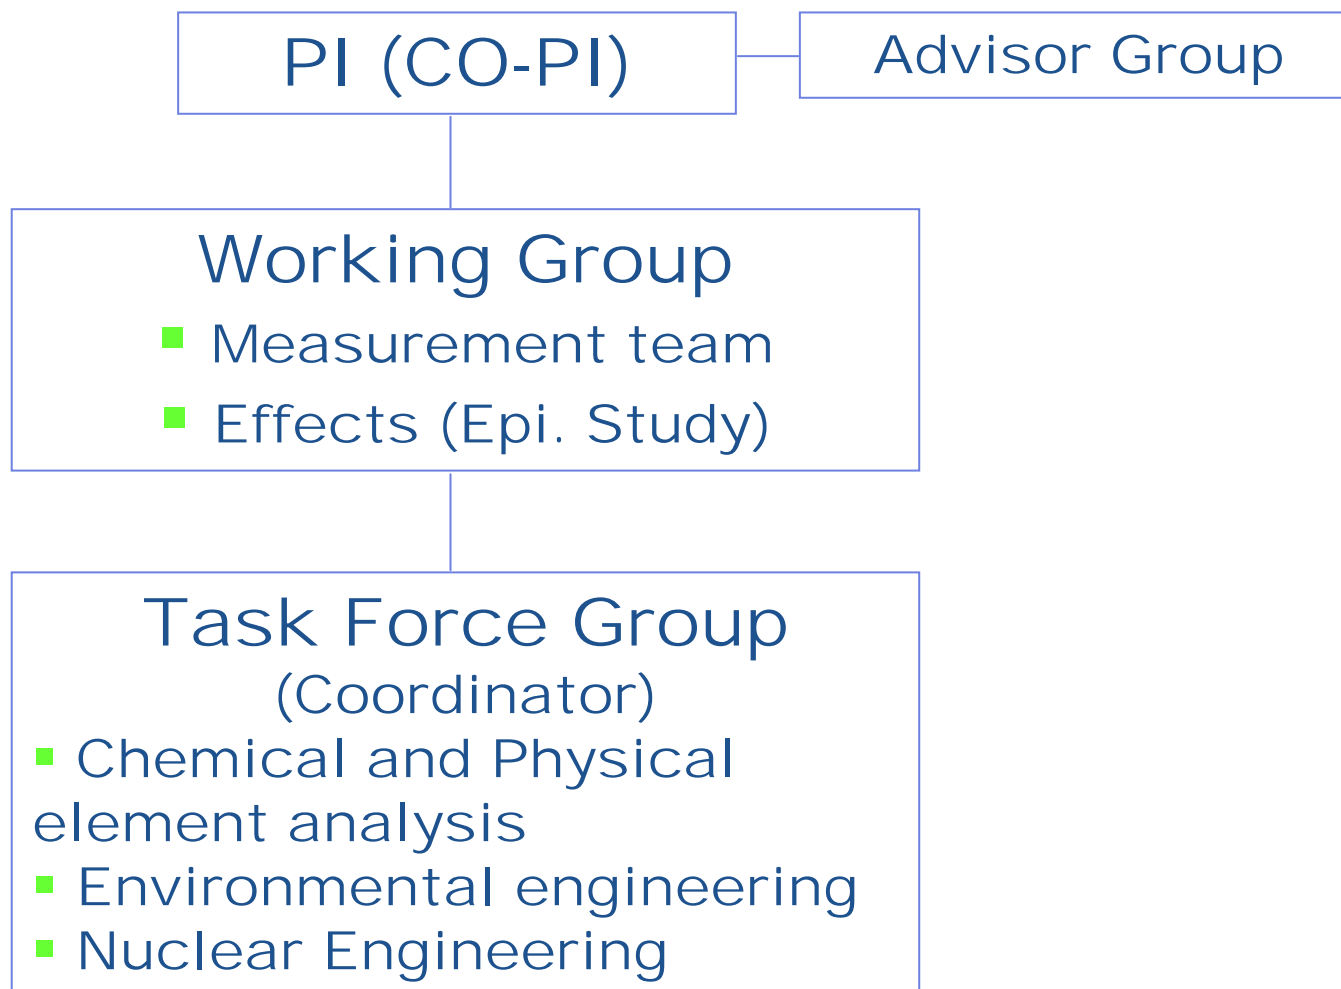 PI (CO-PI)
Advisor Group
Working Group
Measurement team
Effects (Epi. Study)
Task Force Group
(Coordinator)
Chemical and Physical
element analysis
Environmental engineering
Nuclear Engineering